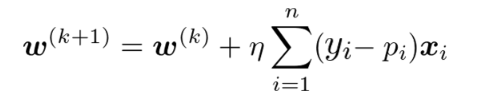 w^{(k+1)} = w^{(k)} + η∑_{i=1}^{n}(y_i − p_i)x_i